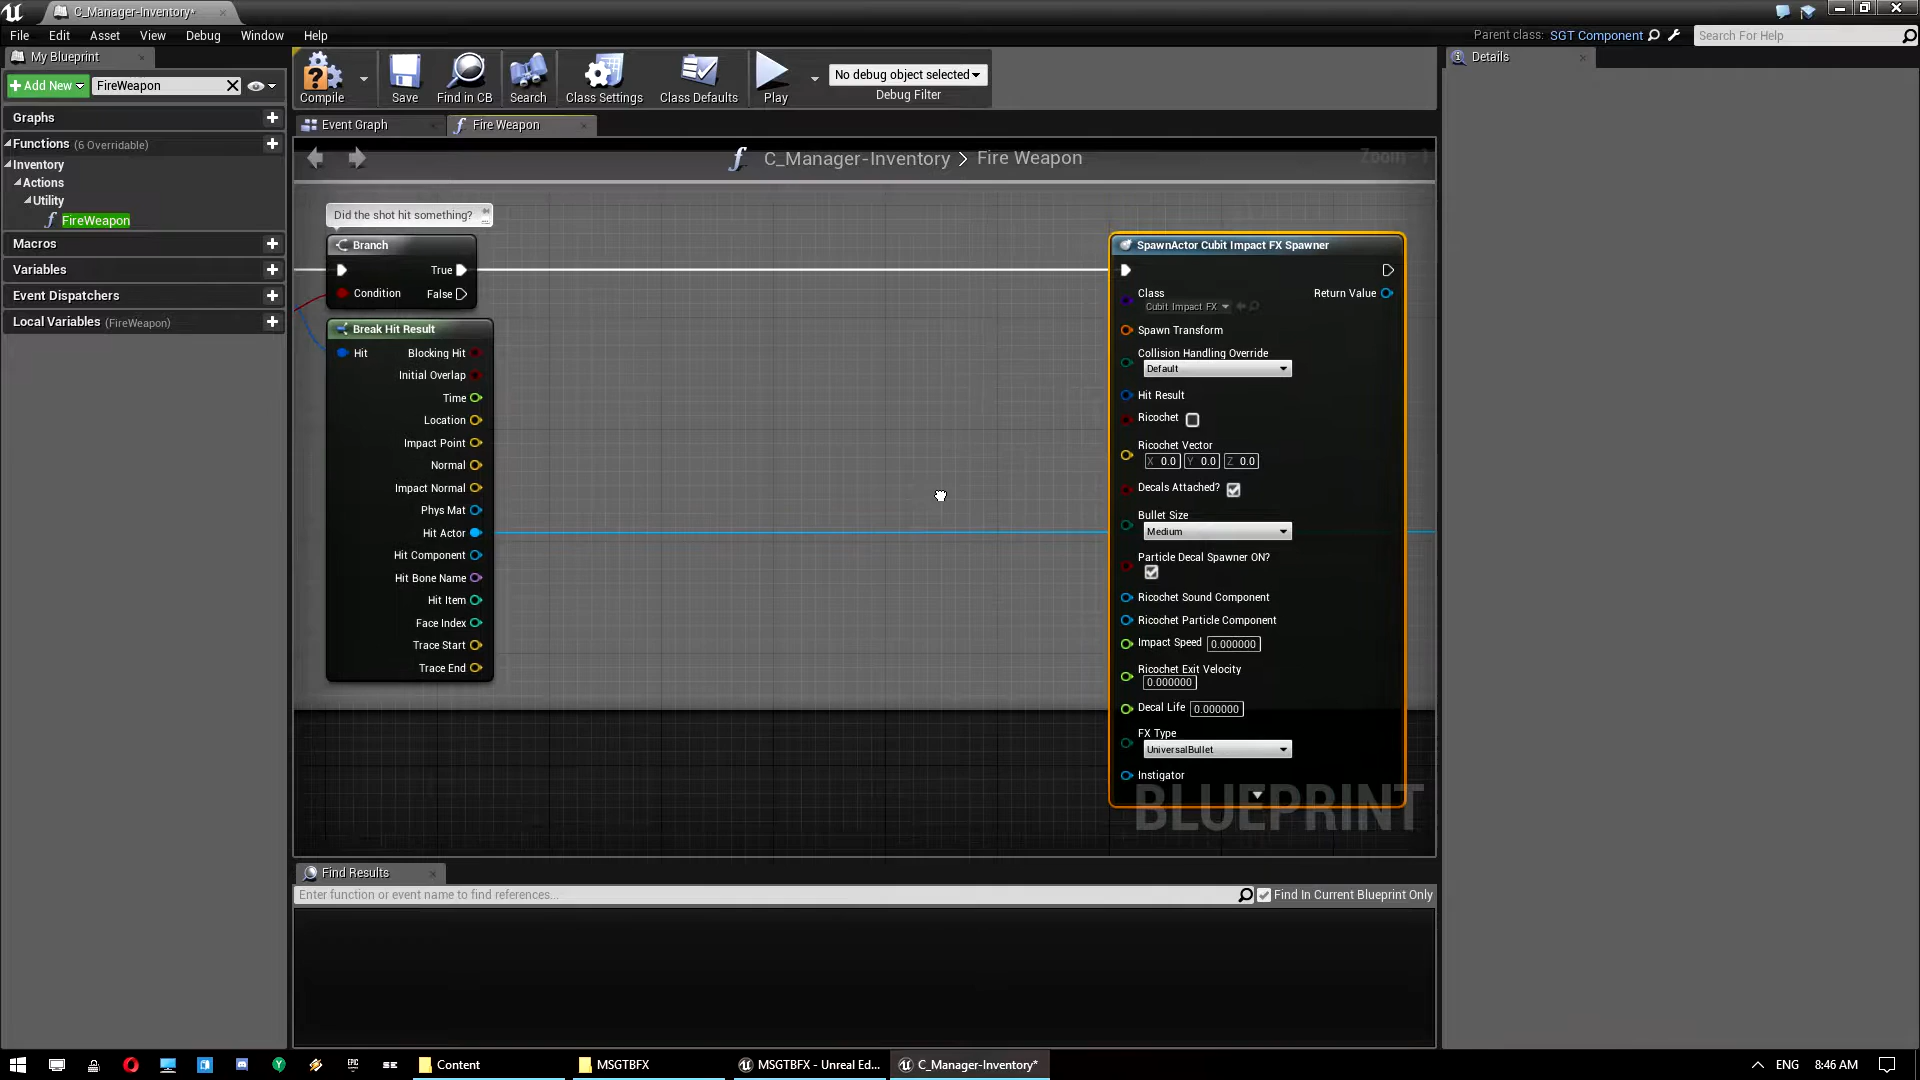 C_Manager-Inventory*
File Edit Asset View Debug Window Help
Parent class: SGT Component
Search For Help
My Blueprint
Add New
FireWeapon
Graphs
Functions (6 Overridable)
Inventory
Actions
Utility
FireWeapon
Macros
Variables
Event Dispatchers
Local Variables (FireWeapon)
Compile
Save
Find in CB
Search
Class Settings
Class Defaults
Play
No debug object selected
Debug Filter
Details
Event Graph
Fire Weapon
C_Manager-Inventory > Fire Weapon
Zoom -1
Did the shot hit something?
Branch
True
Condition
False
Break Hit Result
Hit
Blocking Hit
Initial Overlap
Time
Location
Impact Point
Normal
Impact Normal
Phys Mat
Hit Actor
Hit Component
Hit Bone Name
Hit Item
Face Index
Trace Start
Trace End
SpawnActor Cubit Impact FX Spawner
Class
Cubit Impact FX
Return Value
Spawn Transform
Collision Handling Override
Default
Hit Result
Ricochet
Ricochet Vector
X 0.0 Y 0.0 Z 0.0
Decals Attached?
Bullet Size
Medium
Particle Decal Spawner ON?
Ricochet Sound Component
Ricochet Particle Component
Impact Speed 0.000000
Ricochet Exit Velocity
0.000000
Decal Life 0.000000
FX Type
UniversalBullet
Instigator
BLUEPRINT
Find Results
Enter function or event name to find references...
Find In Current Blueprint Only
Content
MSGTBFX
MSGTBFX - Unreal Ed...
C_Manager-Inventory*
ENG
8:46 AM